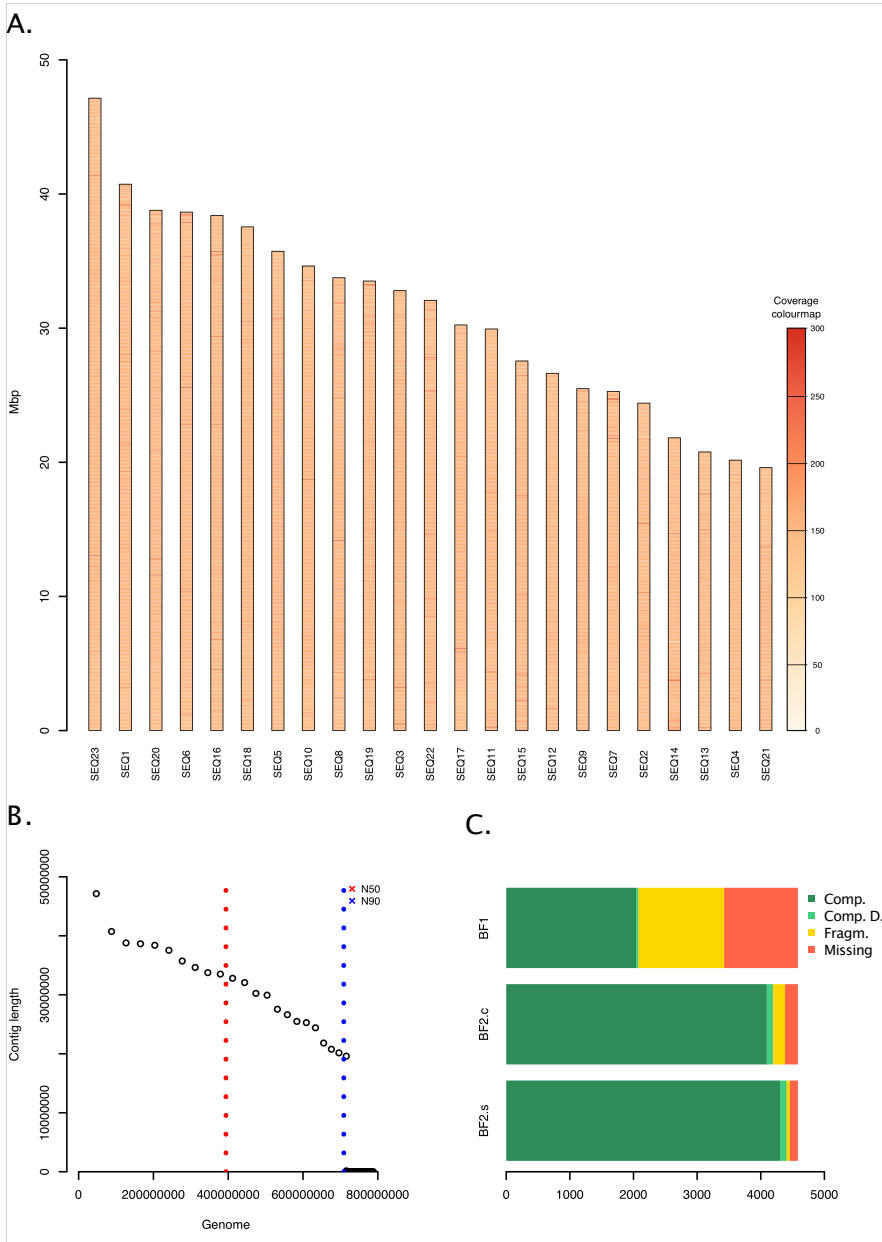 A.
50
40
30
20
10
0
Mbp
SEQ23
SEQ1
SEQ20
SEQ6
SEQ16
SEQ18
SEQ5
SEQ10
SEQ8
SEQ19
SEQ3
SEQ22
SEQ17
SEQ11
SEQ15
SEQ12
SEQ9
SEQ7
SEQ2
SEQ14
SEQ13
SEQ4
SEQ21
Coverage
colourmap
300
250
200
150
100
50
0
B.
50000000
30000000
10000000
0
Contig length
N50
N90
0
200000000
400000000
600000000
800000000
Genome
C.
BF1
BF2.c
BF2.s
Comp.
Comp. D.
Fragm.
Missing
0
1000
2000
3000
4000
5000